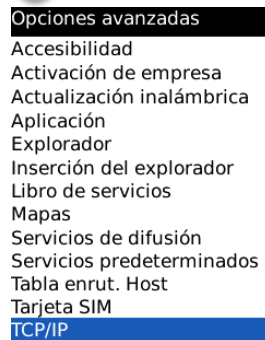 Opciones avanzadas
Accesibilidad
Activación de empresa
Actualización inalámbrica
Aplicación
Explorador
Inserción del explorador
Libro de servicios
Mapas
Servicios de difusión
Servicios predeterminados
Tabla enrut. Host
Tarjeta SIM
TCP/IP